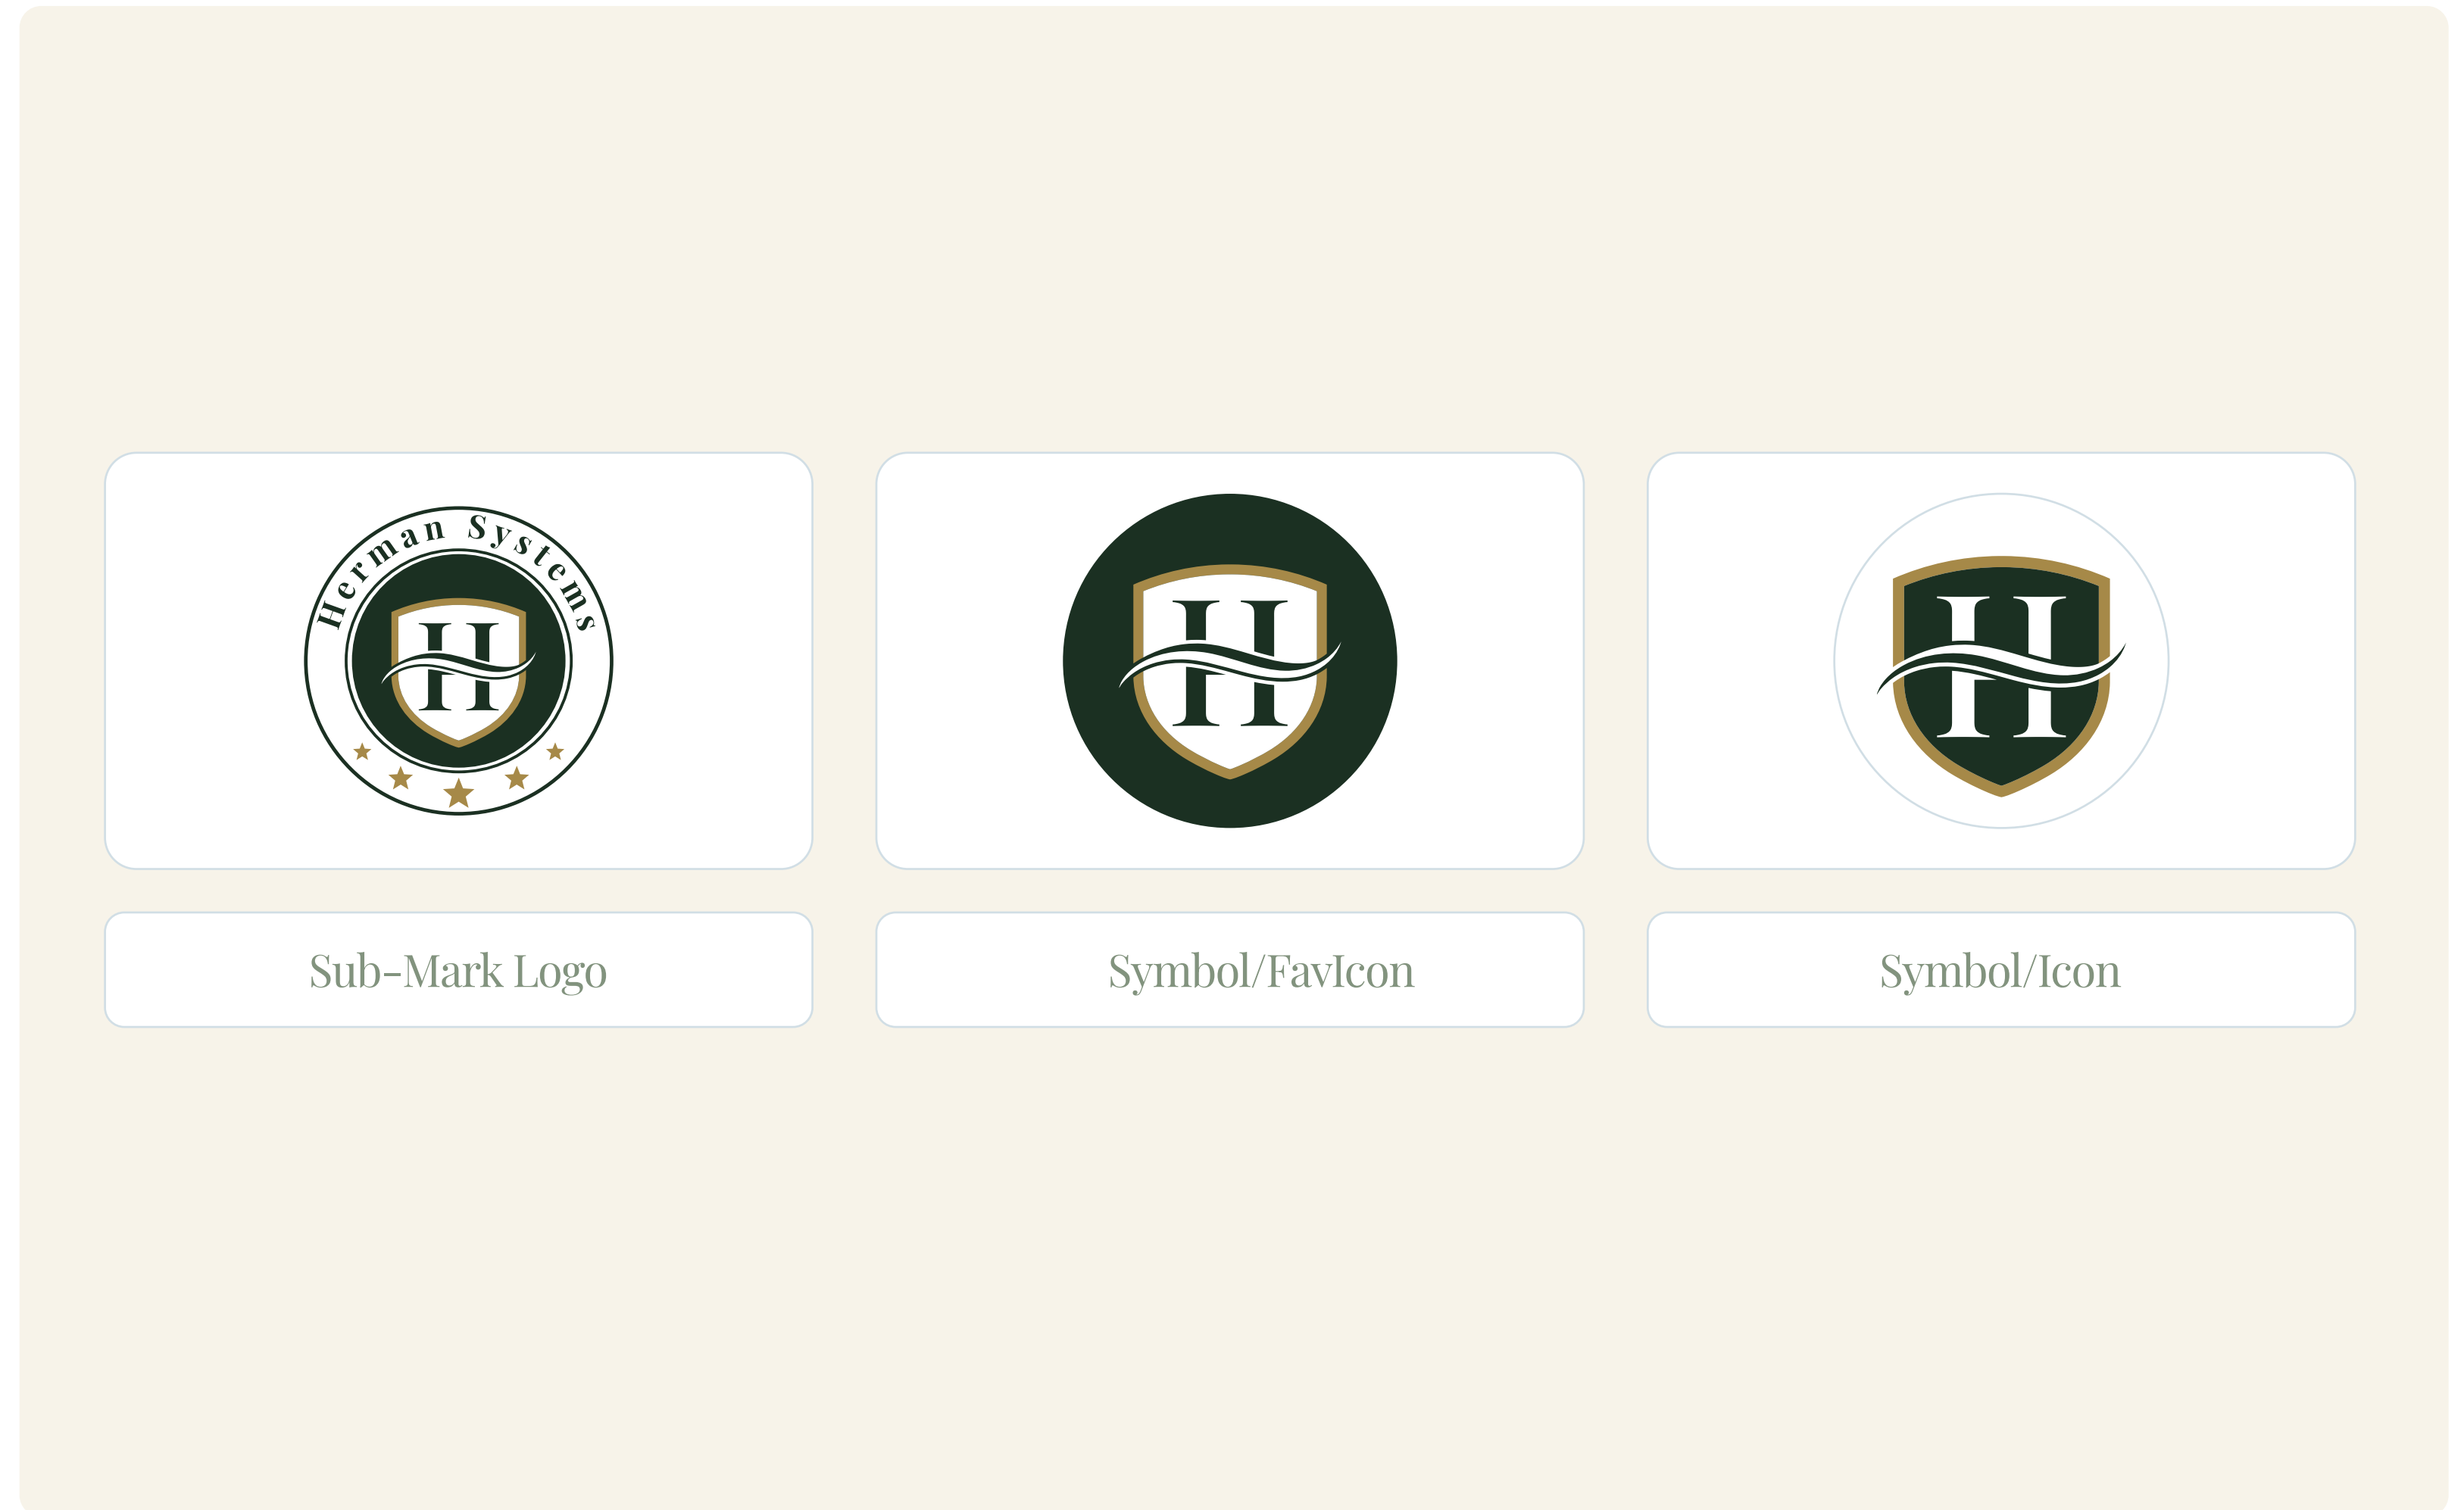 Herman Systems
H
H
H
Sub-Mark Logo
Symbol/FavIcon
Symbol/Icon